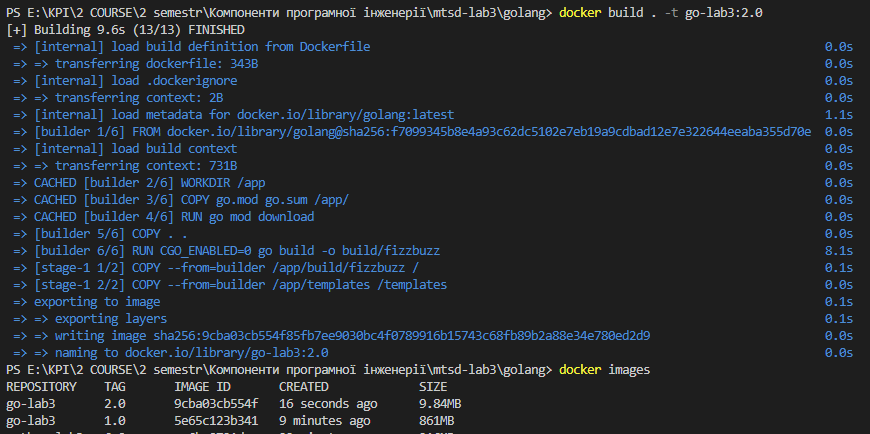 PS E:\KPI\2 COURSE\2 semestr\Компоненти програмної інженерії\mtsd-lab3\golang> docker build . -t go-lab3:2.0
[+] Building 9.6s (13/13) FINISHED
=> [internal] load build definition from Dockerfile 0.0s
=> => transferring dockerfile: 343B 0.0s
=> [internal] load .dockerignore 0.0s
=> => transferring context: 2B 0.0s
=> [internal] load metadata for docker.io/library/golang:latest 1.1s
=> [builder 1/6] FROM docker.io/library/golang@sha256:f7099345b8e4a93c62dc5102e7eb19a9cdbad12e7e322644eeaba355d70e 0.0s
=> [internal] load build context 0.0s
=> => transferring context: 731B 0.0s
=> CACHED [builder 2/6] WORKDIR /app 0.0s
=> CACHED [builder 3/6] COPY go.mod go.sum /app/ 0.0s
=> CACHED [builder 4/6] RUN go mod download 0.0s
=> [builder 5/6] COPY . . 0.0s
=> [builder 6/6] RUN CGO_ENABLED=0 go build -o build/fizzbuzz 8.1s
=> [stage-1 1/2] COPY --from=builder /app/build/fizzbuzz / 0.1s
=> [stage-1 2/2] COPY --from=builder /app/templates /templates 0.0s
=> exporting to image 0.1s
=> => exporting layers 0.1s
=> => writing image sha256:9cba03cb554f85fb7ee9030bc4f0789916b15743c68fb89b2a88e34e780ed2d9 0.0s
=> => naming to docker.io/library/go-lab3:2.0 0.0s
PS E:\KPI\2 COURSE\2 semestr\Компоненти програмної інженерії\mtsd-lab3\golang> docker images
REPOSITORY TAG IMAGE ID CREATED SIZE
go-lab3 2.0 9cba03cb554f 16 seconds ago 9.84MB
go-lab3 1.0 5e65c123b341 9 minutes ago 861MB